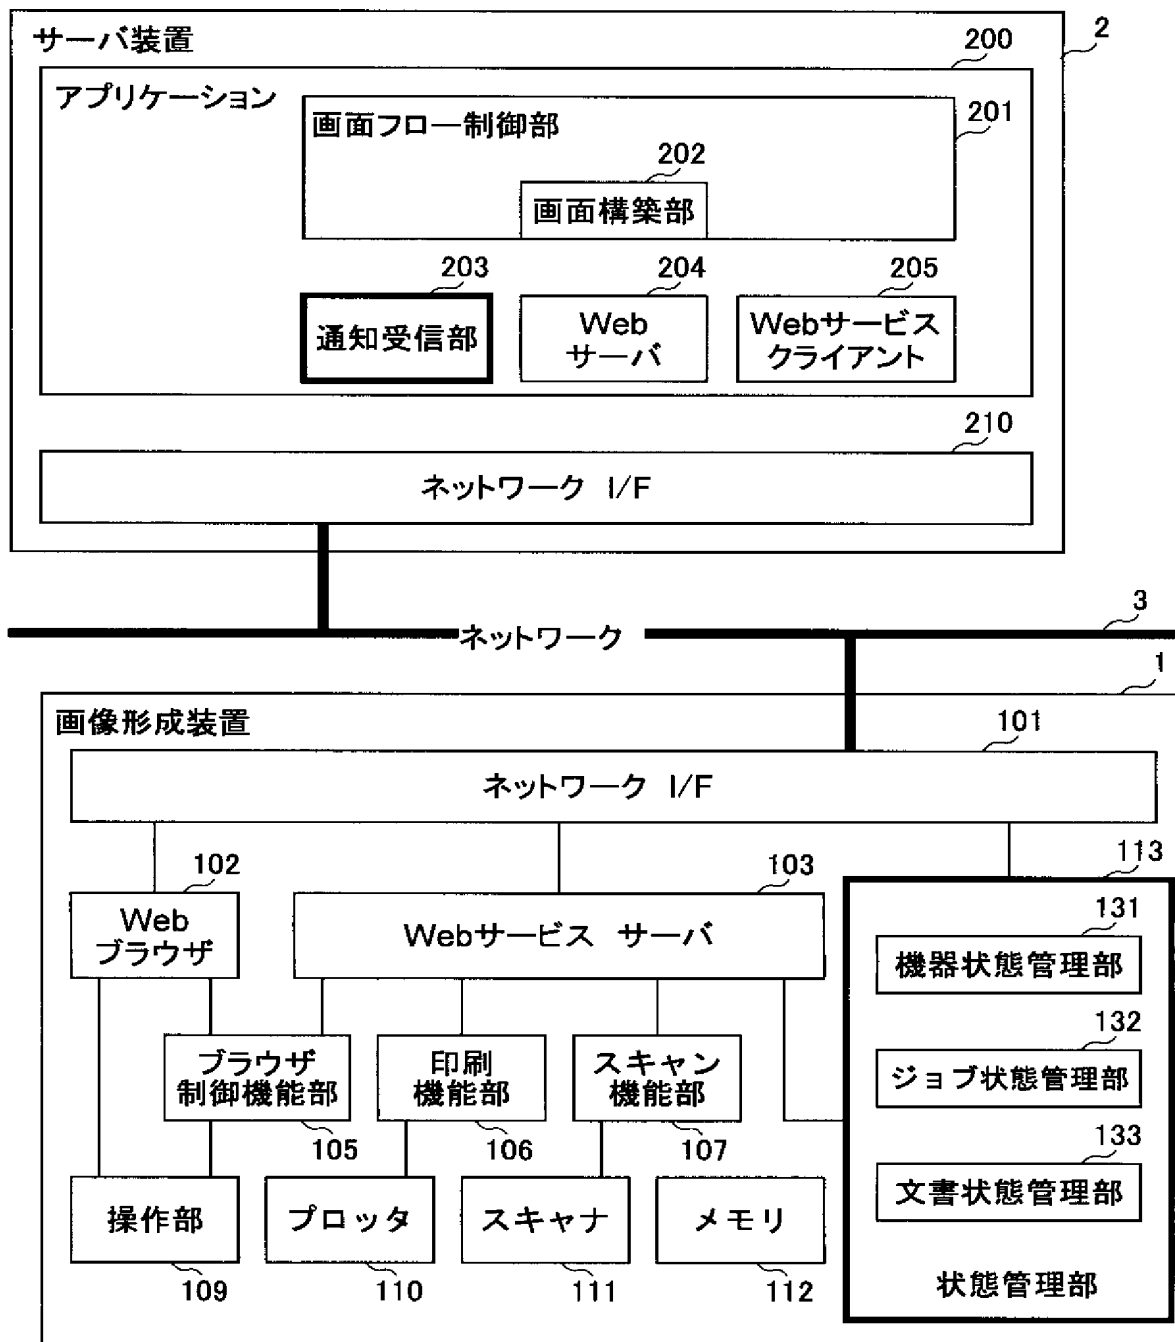 サーバ装置
2
200
アプリケーション
201
画面フロー制御部
202
画面構築部
203
204
205
通知受信部
Web
サーバ
Webサービス
クライアント
210
ネットワーク I/F
3
ネットワーク
1
画像形成装置
101
ネットワーク I/F
102
103
113
Web
ブラウザ
Webサービス サーバ
131
機器状態管理部
132
ブラウザ
制御機能部
印刷
機能部
スキャン
機能部
ジョブ状態管理部
105
106
107
133
文書状態管理部
操作部
プロッタ
スキャナ
メモリ
109
110
111
112
状態管理部